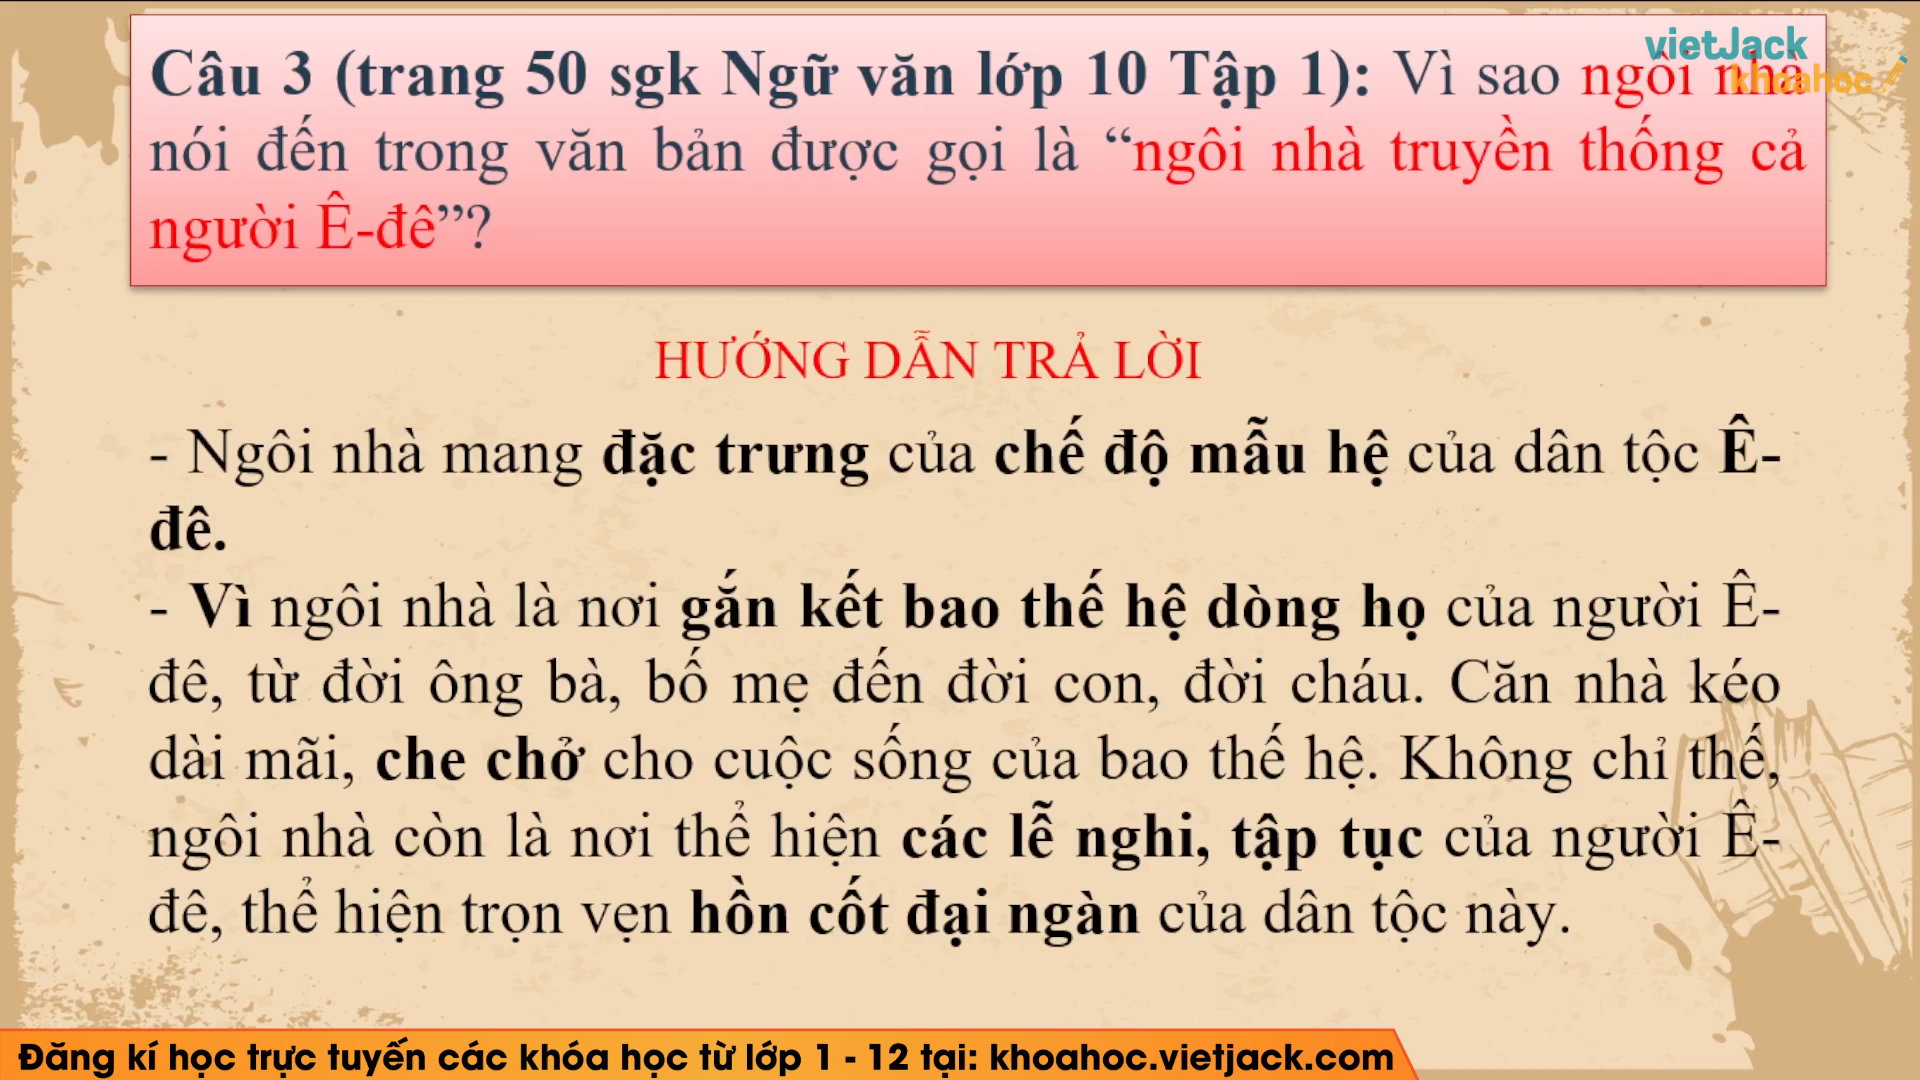 vietJack
khoahoc
Câu 3 (trang 50 sgk Ngữ văn lớp 10 Tập 1): Vì sao ngôi nhà
nói đến trong văn bản được gọi là “ngôi nhà truyền thống cả
người Ê-đê”?
HƯỚNG DẪN TRẢ LỜI
- Ngôi nhà mang đặc trưng của chế độ mẫu hệ của dân tộc Ê-
đê.
- Vì ngôi nhà là nơi gắn kết bao thế hệ dòng họ của người Ê-
đê, từ đời ông bà, bố mẹ đến đời con, đời cháu. Căn nhà kéo
dài mãi, che chở cho cuộc sống của bao thế hệ. Không chỉ thế,
ngôi nhà còn là nơi thể hiện các lễ nghi, tập tục của người Ê-
đê, thể hiện trọn vẹn hồn cốt đại ngàn của dân tộc này.
Đăng kí học trực tuyến các khóa học từ lớp 1 - 12 tại: khoahoc.vietjack.com